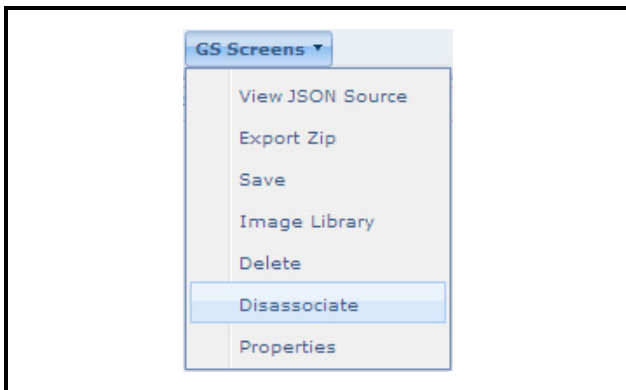 GS Screens
View JSON Source
Export Zip
Save
Image Library
Delete
Disassociate
Properties